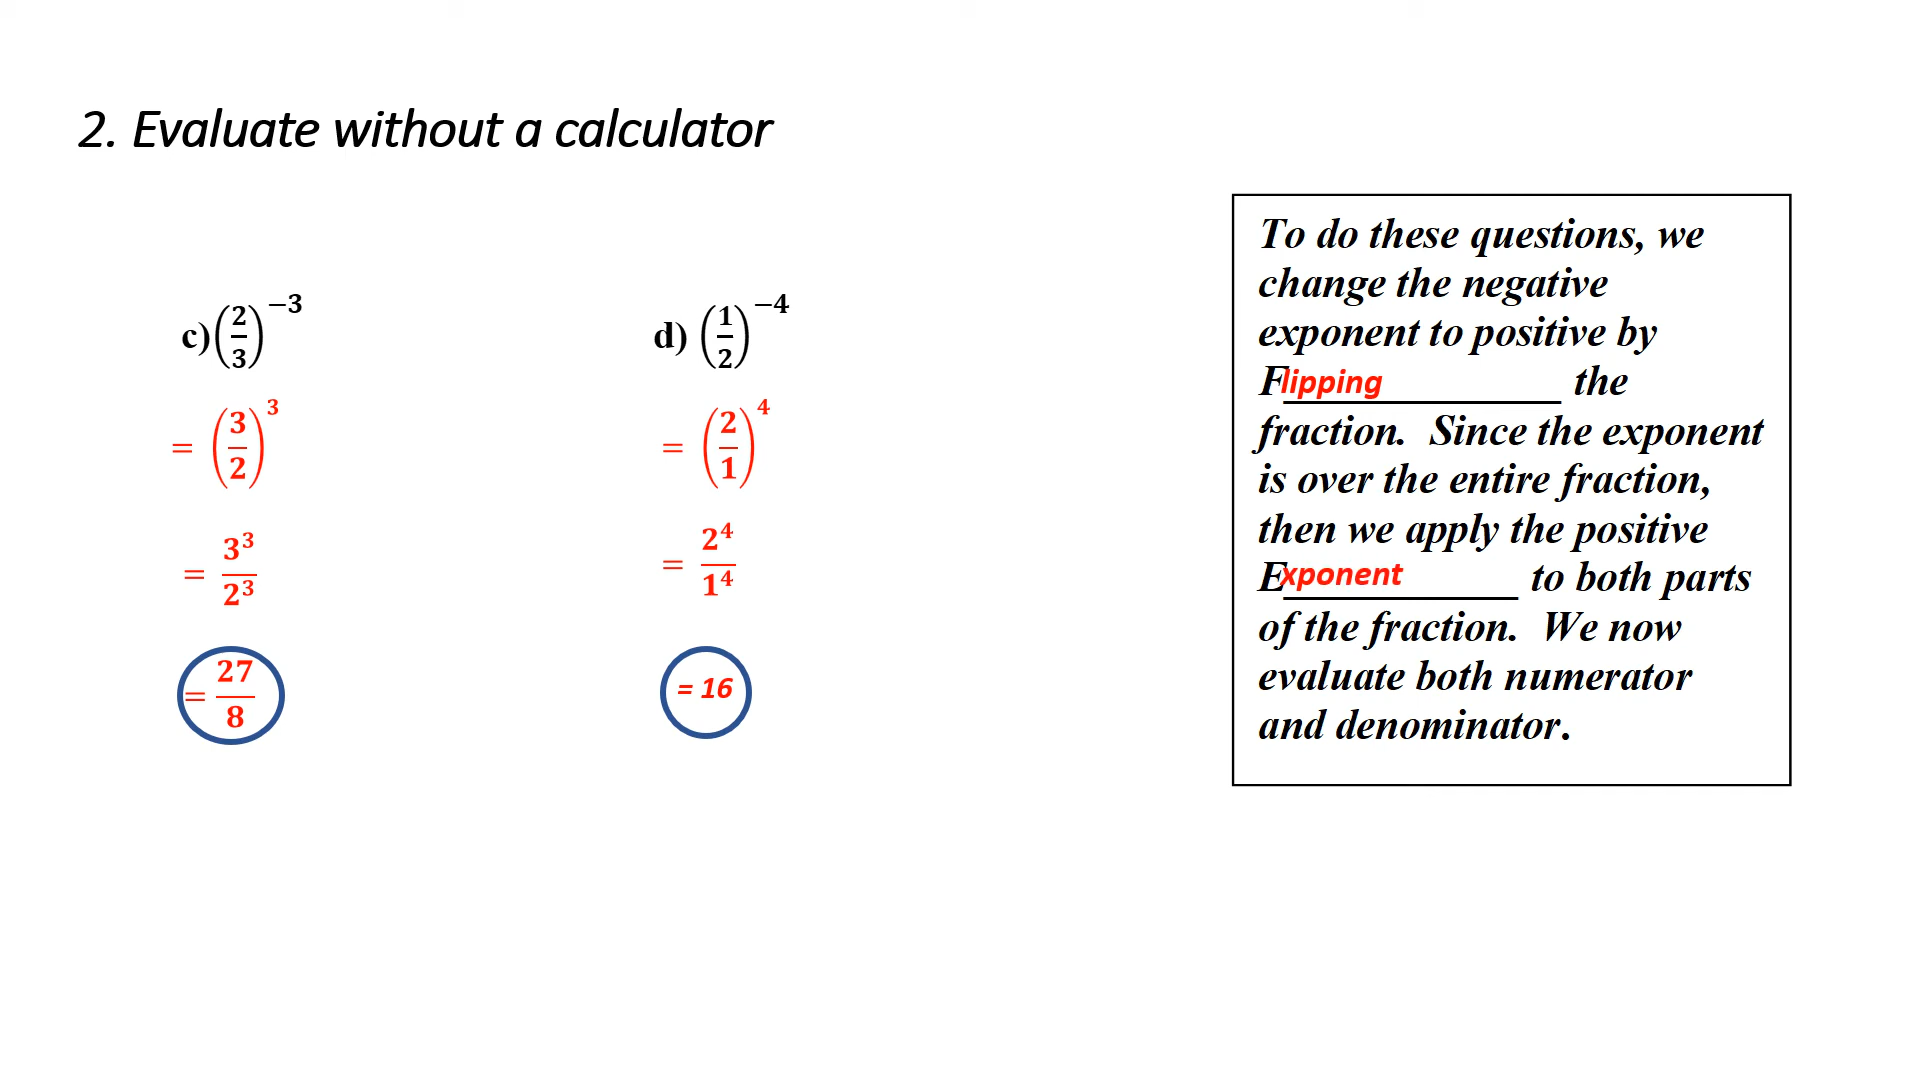 2. Evaluate without a calculator
c) (2/3)^−3
= (3/2)^3
= 3^3/2^3
= 27/8
d) (1/2)^−4
= (2/1)^4
= 2^4/1^4
= 16
To do these questions, we
change the negative
exponent to positive by
Flipping the
fraction. Since the exponent
is over the entire fraction,
then we apply the positive
Exponent to both parts
of the fraction. We now
evaluate both numerator
and denominator.